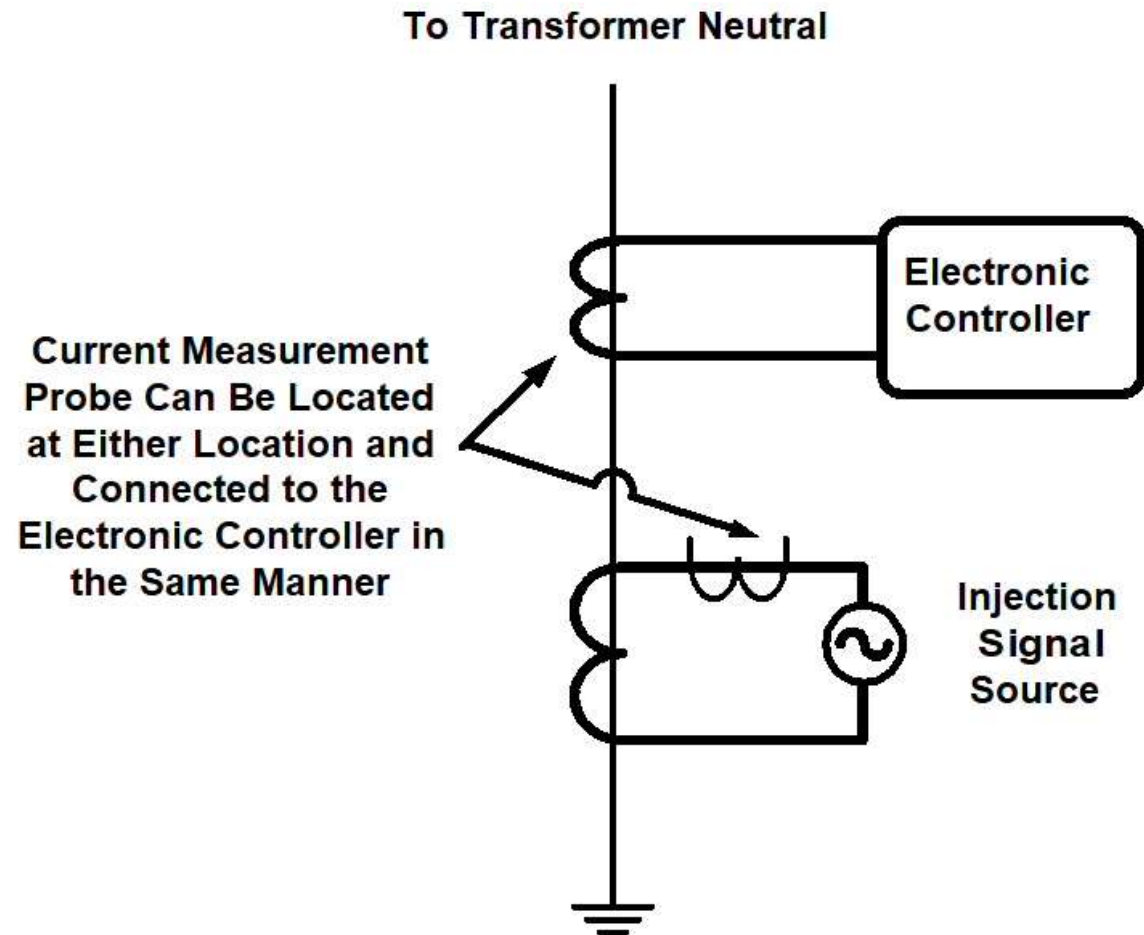 To Transformer Neutral
Electronic
Controller
Current Measurement
Probe Can Be Located
at Either Location and
Connected to the
Electronic Controller in
the Same Manner
Injection
Signal
Source